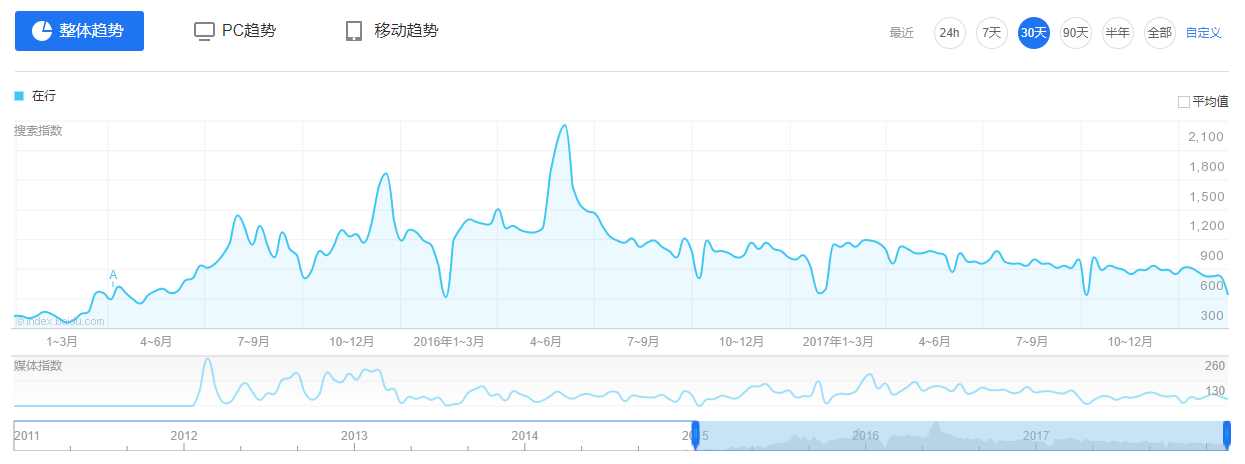 整体趋势 PC趋势 移动趋势 最近 24h 7天 30天 90天 半年 全部 自定义
在行
平均值
搜索指数
2,100
1,800
1,500
1,200
900
A
600
300
© index.baidu.com
1~3月 4~6月 7~9月 10~12月 2016年1~3月 4~6月 7~9月 10~12月 2017年1~3月 4~6月 7~9月 10~12月
媒体指数
260
130
2011 2012 2013 2014 2015 2016 2017